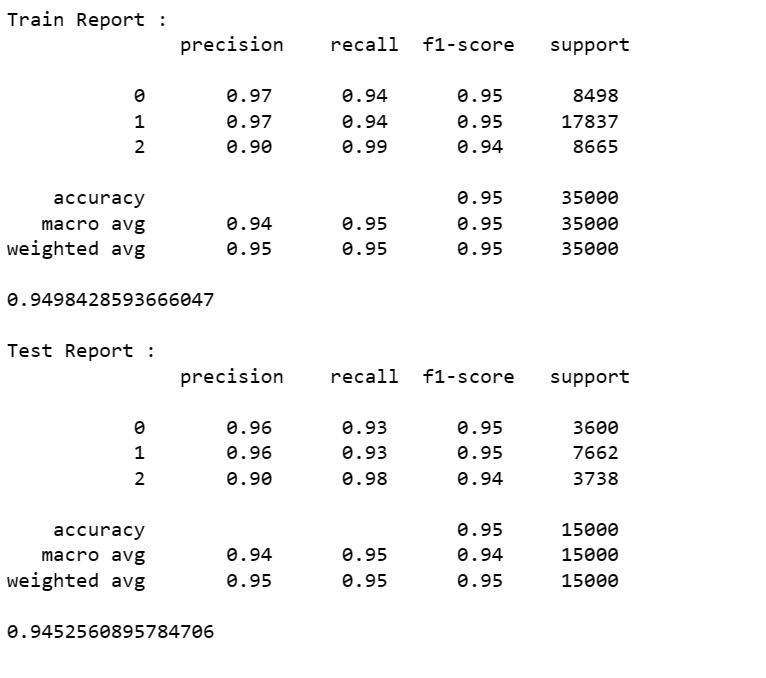 Train Report :
precision recall f1-score support
0 0.97 0.94 0.95 8498
1 0.97 0.94 0.95 17837
2 0.90 0.99 0.94 8665
accuracy 0.95 35000
macro avg 0.94 0.95 0.95 35000
weighted avg 0.95 0.95 0.95 35000
0.9498428593666047
Test Report :
precision recall f1-score support
0 0.96 0.93 0.95 3600
1 0.96 0.93 0.95 7662
2 0.90 0.98 0.94 3738
accuracy 0.95 15000
macro avg 0.94 0.95 0.94 15000
weighted avg 0.95 0.95 0.95 15000
0.9452560895784706